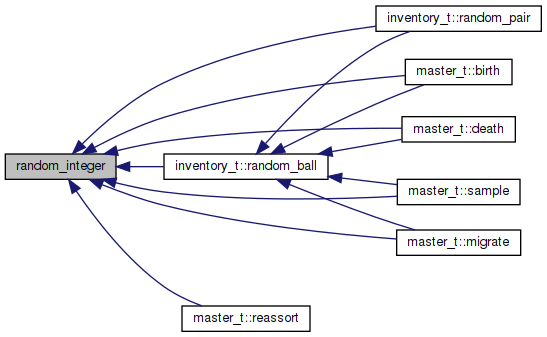 inventory_t::random_pair
master_t::birth
master_t::death
random_integer
inventory_t::random_ball
master_t::sample
master_t::migrate
master_t::reassort